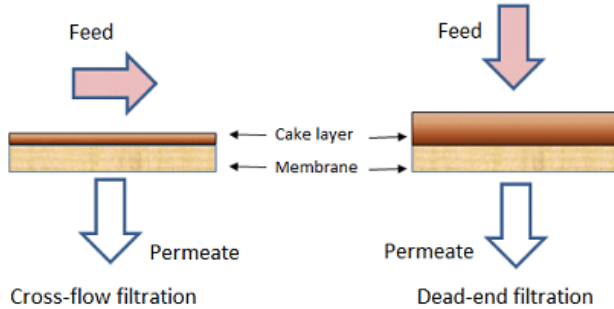 Feed
Feed
Cake layer
Membrane
Permeate
Permeate
Cross-flow filtration
Dead-end filtration